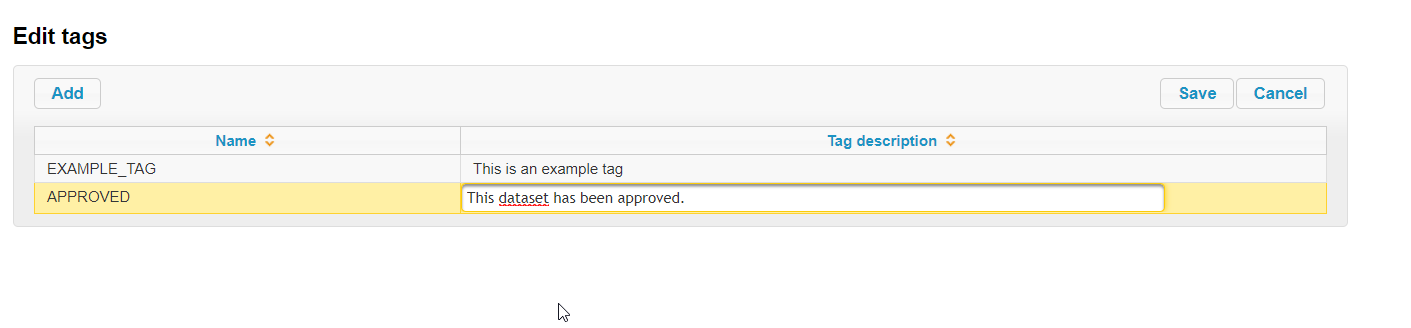 Edit tags
Add Save Cancel
Name Tag description
EXAMPLE_TAG This is an example tag
APPROVED This dataset has been approved.